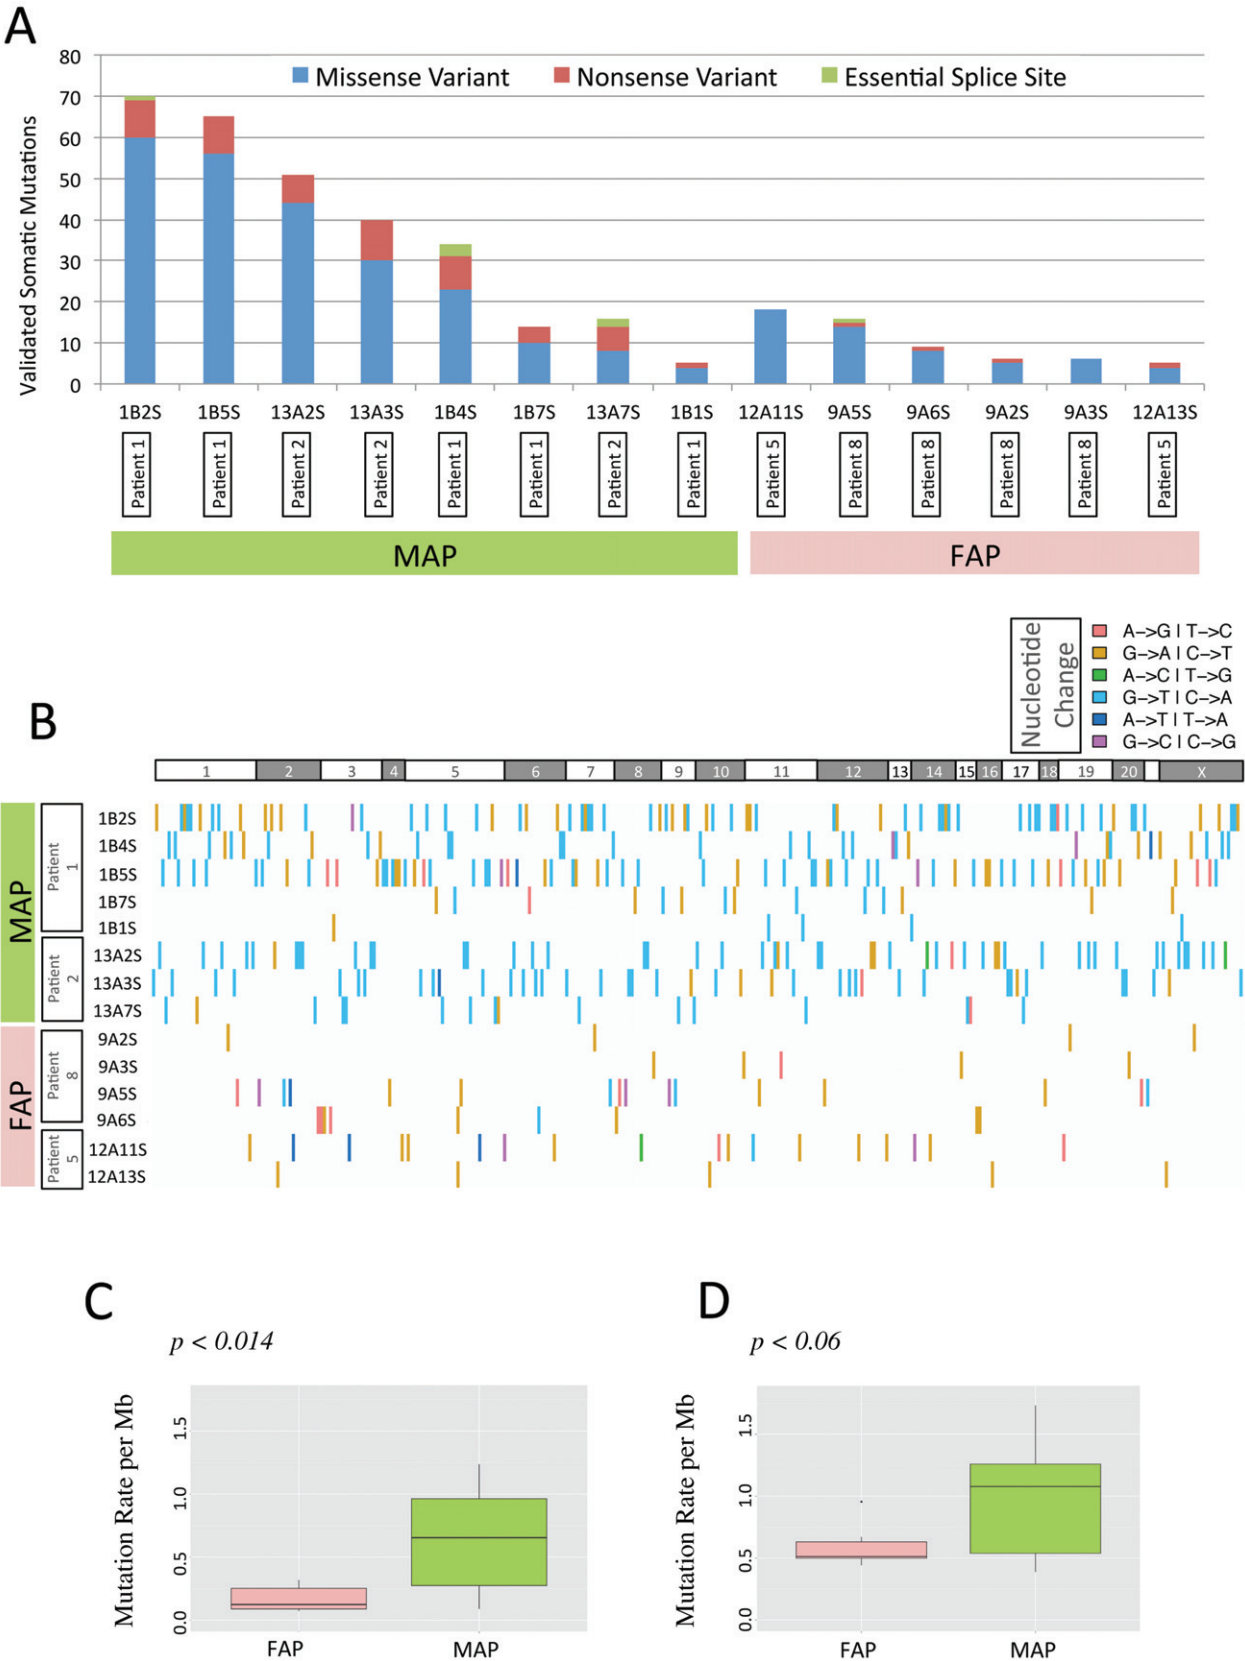 A
80
70
60
50
40
30
20
10
0
Validated Somatic Mutations
Missense Variant Nonsense Variant Essential Splice Site
1B2S 1B5S 13A2S 13A3S 1B4S 1B7S 13A7S 1B1S 12A11S 9A5S 9A6S 9A2S 9A3S 12A13S
Patient 1 Patient 1 Patient 2 Patient 2 Patient 1 Patient 1 Patient 2 Patient 1 Patient 5 Patient 8 Patient 8 Patient 8 Patient 8 Patient 5
MAP FAP
Nucleotide
Change
A->G | T->C
G->A | C->T
A->C | T->G
G->T | C->A
A->T | T->A
G->C | C->G
B
1 2 3 4 5 6 7 8 9 10 11 12 13 14 15 16 17 18 19 20 X
MAP
Patient
1
1B2S
1B4S
1B5S
1B7S
1B1S
Patient
2
13A2S
13A3S
13A7S
FAP
Patient
8
9A2S
9A3S
9A5S
9A6S
Patient
5
12A11S
12A13S
C
p < 0.014
Mutation Rate per Mb
1.5
1.0
0.5
0.0
FAP MAP
D
p < 0.06
Mutation Rate per Mb
1.5
1.0
0.5
0.0
FAP MAP